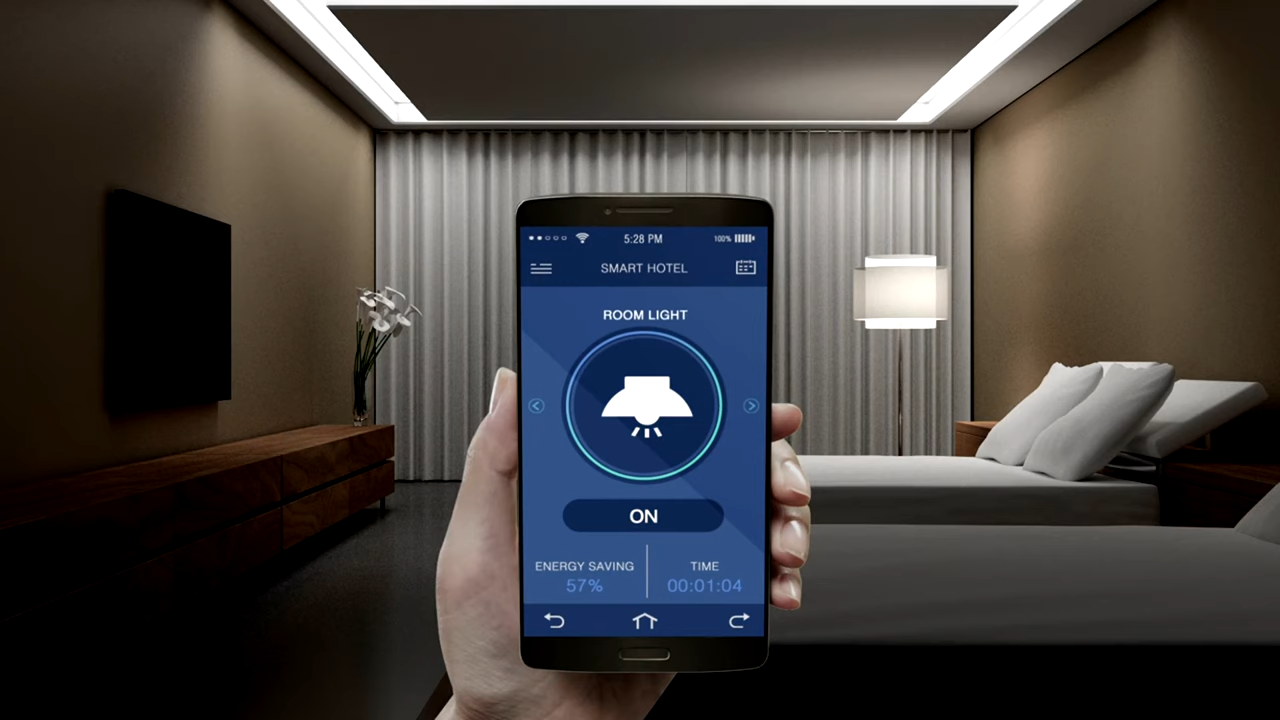 5:28 PM
100%
SMART HOTEL
ROOM LIGHT
ON
ENERGY SAVING
TIME
57%
00:01:04